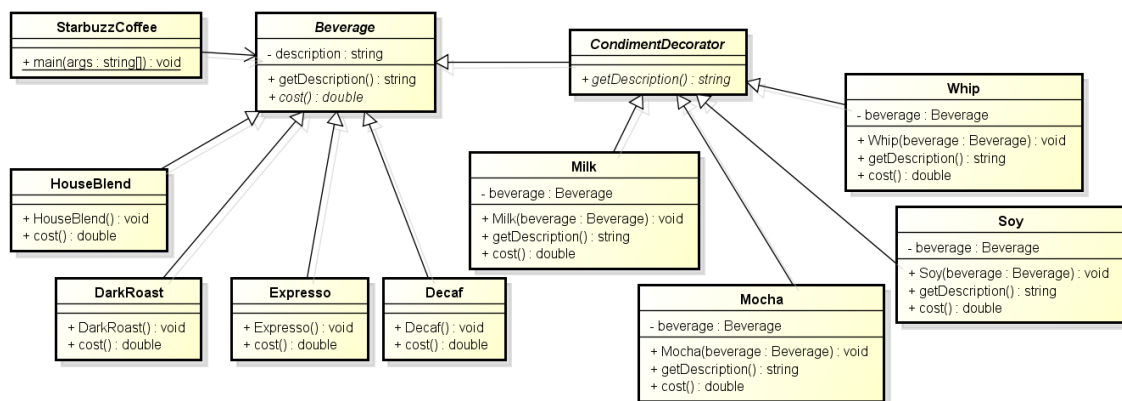 StarbuzzCoffee
+ main(args : string[]) : void
Beverage
- description : string
+ getDescription() : string
+ cost() : double
CondimentDecorator
+ getDescription() : string
Whip
- beverage : Beverage
+ Whip(beverage : Beverage) : void
+ getDescription() : string
+ cost() : double
HouseBlend
+ HouseBlend() : void
+ cost() : double
Milk
- beverage : Beverage
+ Milk(beverage : Beverage) : void
+ getDescription() : string
+ cost() : double
Soy
- beverage : Beverage
+ Soy(beverage : Beverage) : void
+ getDescription() : string
+ cost() : double
DarkRoast
+ DarkRoast() : void
+ cost() : double
Expresso
+ Expresso() : void
+ cost() : double
Decaf
+ Decaf() : void
+ cost() : double
Mocha
- beverage : Beverage
+ Mocha(beverage : Beverage) : void
+ getDescription() : string
+ cost() : double